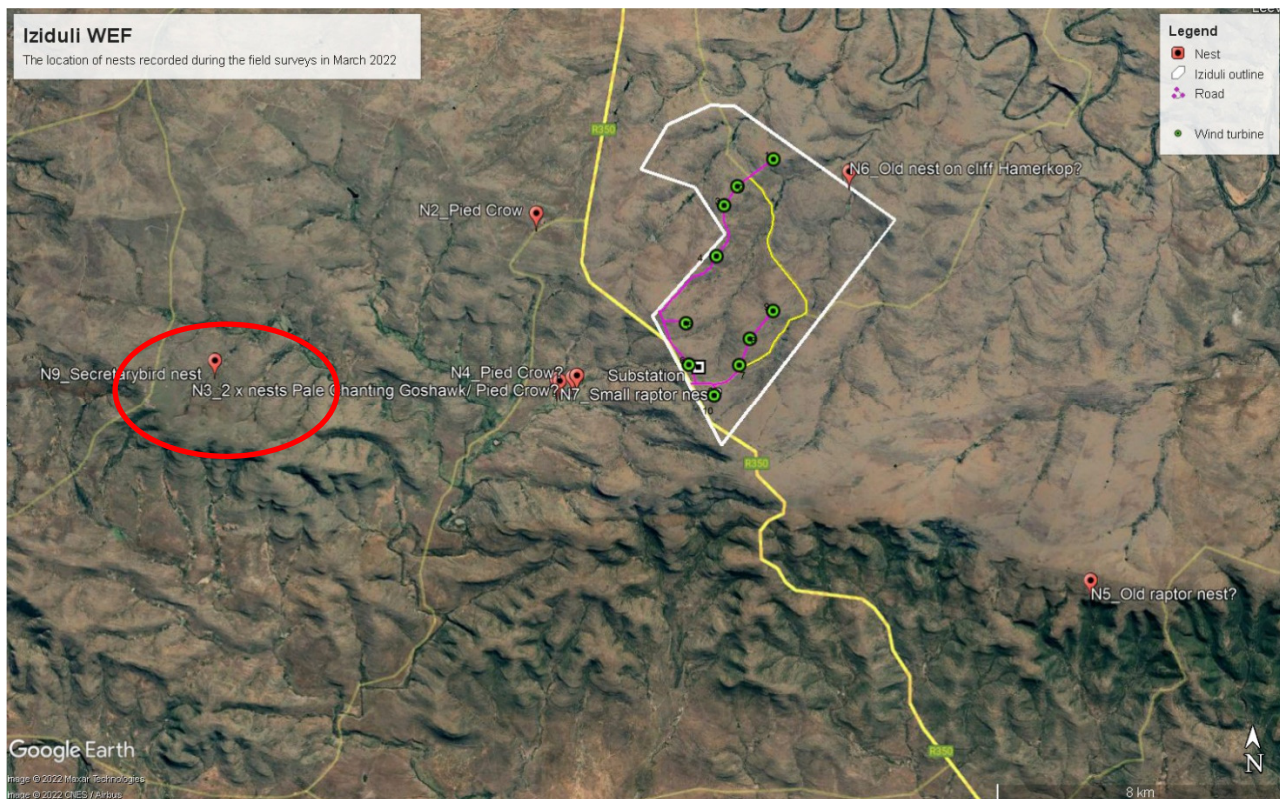 Iziduli WEF
The location of nests recorded during the field surveys in March 2022
Legend
Nest
Iziduli outline
Road
Wind turbine
R350
N6_Old nest on cliff Hamerkop?
N2_Pied Crow
N9_Secretarybird nest
N4_Pied Crow?
Substation
N3_2 x nests Pale Chanting Goshawk/ Pied Crow?
N7_Small raptor nest
10
R350
N5_Old raptor nest?
R350
Google Earth
N
Image © 2022 Maxar Technologies
Image © 2022 CNES / Airbus
8 km